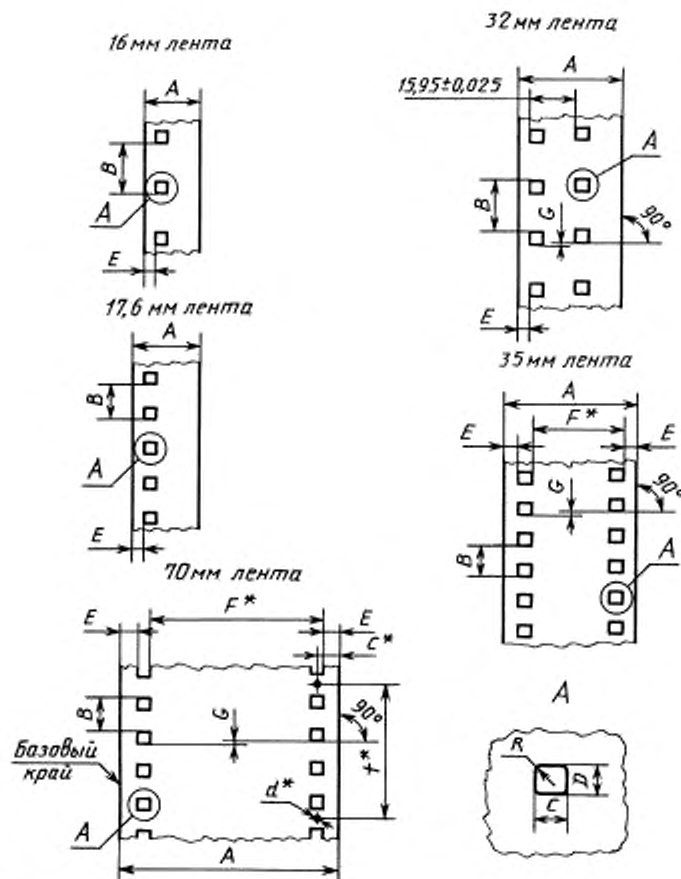 16 мм лента
A
B
A
E
32 мм лента
A
15,95±0,025
A
B
G
90°
E
17,6 мм лента
A
B
A
E
35 мм лента
A
E
F*
E
G
90°
B
A
70 мм лента
F*
E
E
C*
B
G
90°
Базовый
край
t*
d*
A
A
A
R
D
C